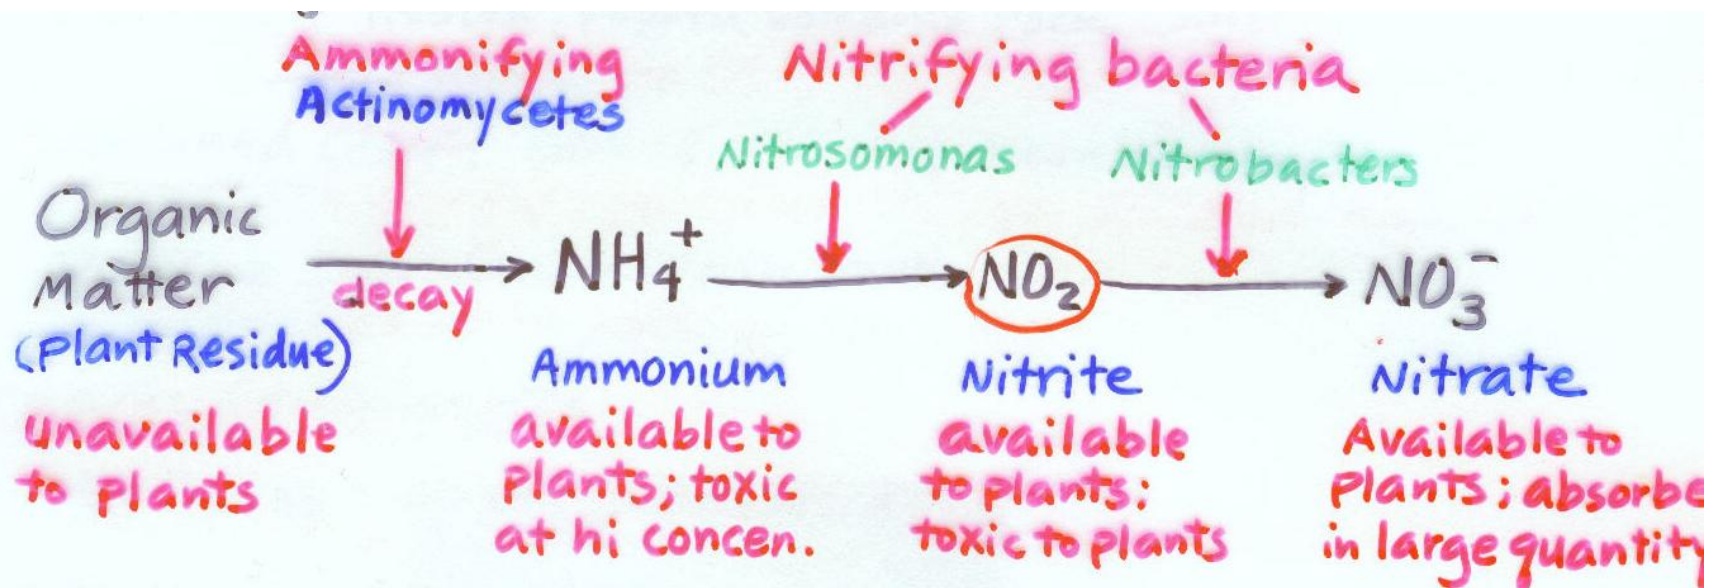 Ammonifying
Actinomycetes
Nitrifying bacteria
Nitrosomonas
Nitrobacters
Organic
Matter
(Plant Residue)
unavailable
to plants
decay
NH₄⁺
Ammonium
available to
plants; toxic
at hi concen.
NO₂
Nitrite
available
to plants;
toxic to plants
NO₃⁻
Nitrate
Available to
Plants; absorbe
in large quantity